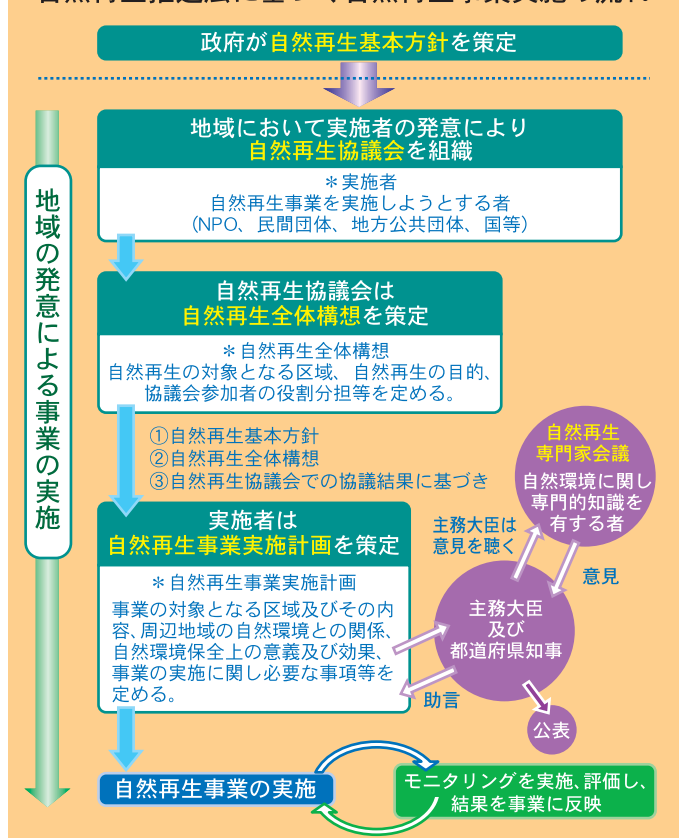 政府が自然再生基本方針を策定
地域において実施者の発意により
自然再生協議会を組織
＊実施者
自然再生事業を実施しようとする者
(NPO、民間団体、地方公共団体、国等)
地域の発意による事業の実施
自然再生協議会は
自然再生全体構想を策定
＊自然再生全体構想
自然再生の対象となる区域、自然再生の目的、
協議会参加者の役割分担等を定める。
①自然再生基本方針
②自然再生全体構想
③自然再生協議会での協議結果に基づき
自然再生
専門家会議
自然環境に関し
専門的知識を
有する者
主務大臣は
意見を聴く
意見
実施者は
自然再生事業実施計画を策定
＊自然再生事業実施計画
事業の対象となる区域及びその内
容、周辺地域の自然環境との関係、
自然環境保全上の意義及び効果、
事業の実施に関し必要な事項等を
定める。
主務大臣
及び
都道府県知事
助言
公表
自然再生事業の実施
モニタリングを実施、評価し、
結果を事業に反映